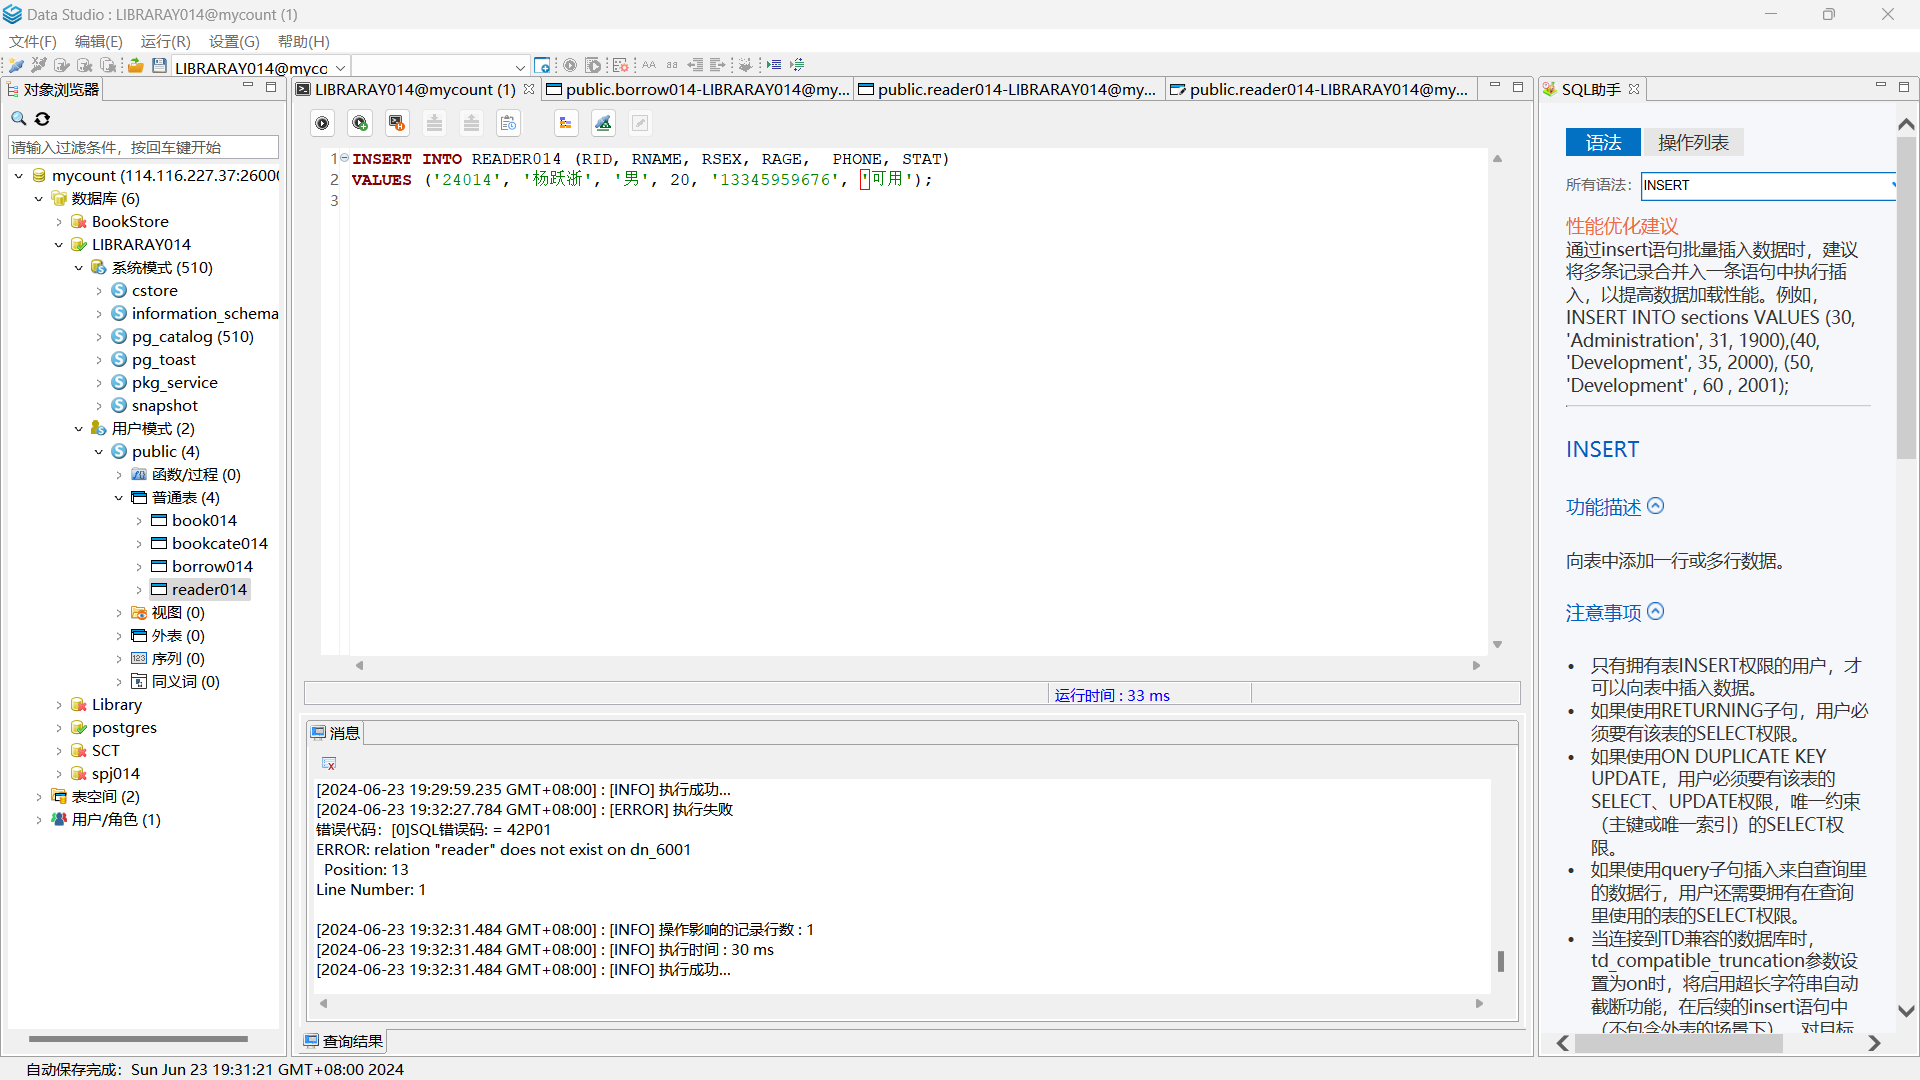 Data Studio : LIBRARAY014@mycount (1)
文件(F) 编辑(E) 运行(R) 设置(G) 帮助(H)
LIBRARAY014@myco
对象浏览器
请输入过滤条件，按回车键开始
mycount (114.116.227.37:2600
数据库 (6)
BookStore
LIBRARAY014
系统模式 (510)
cstore
information_schema
pg_catalog (510)
pg_toast
pkg_service
snapshot
用户模式 (2)
public (4)
函数/过程 (0)
普通表 (4)
book014
bookcate014
borrow014
reader014
视图 (0)
外表 (0)
序列 (0)
同义词 (0)
Library
postgres
SCT
spj014
表空间 (2)
用户/角色 (1)
LIBRARAY014@mycount (1) public.borrow014-LIBRARAY014@my... public.reader014-LIBRARAY014@my... public.reader014-LIBRARAY014@my...
1 INSERT INTO READER014 (RID, RNAME, RSEX, RAGE,  PHONE, STAT)
2 VALUES ('24014', '杨跃浙', '男', 20, '13345959676', '可用');
3
运行时间 : 33 ms
消息
[2024-06-23 19:29:59.235 GMT+08:00] : [INFO] 执行成功...
[2024-06-23 19:32:27.784 GMT+08:00] : [ERROR] 执行失败
错误代码：[0]SQL错误码: = 42P01
ERROR: relation "reader" does not exist on dn_6001
Position: 13
Line Number: 1
[2024-06-23 19:32:31.484 GMT+08:00] : [INFO] 操作影响的记录行数 : 1
[2024-06-23 19:32:31.484 GMT+08:00] : [INFO] 执行时间 : 30 ms
[2024-06-23 19:32:31.484 GMT+08:00] : [INFO] 执行成功...
查询结果
SQL助手
语法 操作列表
所有语法: INSERT
性能优化建议
通过insert语句批量插入数据时，建议
将多条记录合并入一条语句中执行插
入，以提高数据加载性能。例如，
INSERT INTO sections VALUES (30,
'Administration', 31, 1900),(40,
'Development', 35, 2000), (50,
'Development' , 60 , 2001);
INSERT
功能描述
向表中添加一行或多行数据。
注意事项
• 只有拥有表INSERT权限的用户，才
可以向表中插入数据。
• 如果使用RETURNING子句，用户必
须要有该表的SELECT权限。
• 如果使用ON DUPLICATE KEY
UPDATE，用户必须要有该表的
SELECT、UPDATE权限，唯一约束
（主键或唯一索引）的SELECT权
限。
• 如果使用query子句插入来自查询里
的数据行，用户还需要拥有在查询
里使用的表的SELECT权限。
• 当连接到TD兼容的数据库时，
td_compatible_truncation参数设
置为on时，将启用超长字符串自动
截断功能，在后续的insert语句中
（不包含外表的场景下），对目标
自动保存完成：Sun Jun 23 19:31:21 GMT+08:00 2024